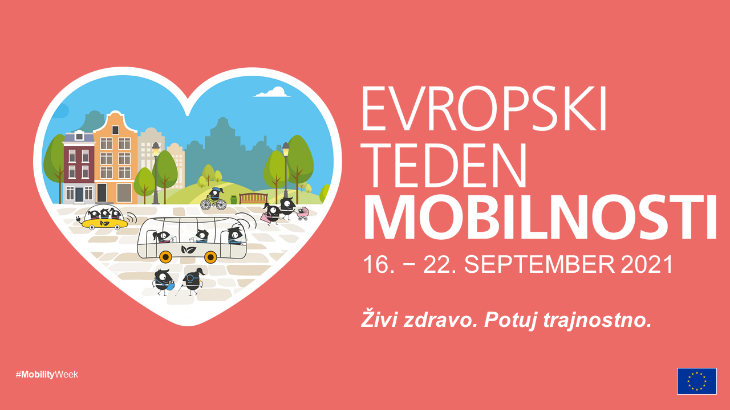 EVROPSKI
TEDEN
MOBILNOSTI
16. – 22. SEPTEMBER 2021
Živi zdravo. Potuj trajnostno.
#MobilityWeek